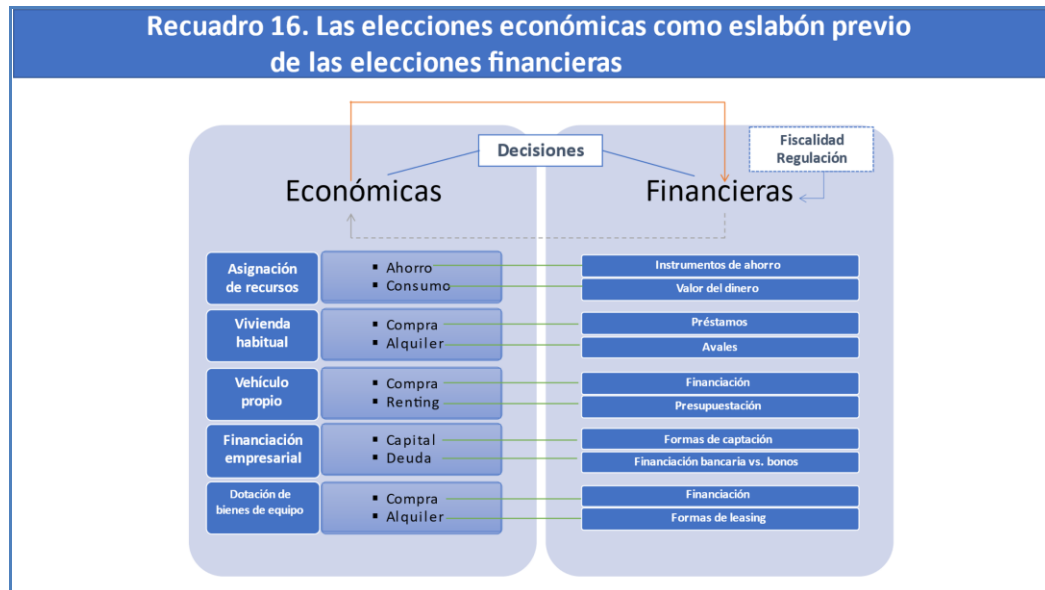 Recuadro 16. Las elecciones económicas como eslabón previo
de las elecciones financieras
Fiscalidad
Regulación
Decisiones
Económicas
Financieras
Asignación
de recursos
▪ Ahorro
▪ Consumo
Instrumentos de ahorro
Valor del dinero
Vivienda
habitual
▪ Compra
▪ Alquiler
Préstamos
Avales
Vehículo
propio
▪ Compra
▪ Renting
Financiación
Presupuestación
Financiación
empresarial
▪ Capital
▪ Deuda
Formas de captación
Financiación bancaria vs. bonos
Dotación de
bienes de equipo
▪ Compra
▪ Alquiler
Financiación
Formas de leasing